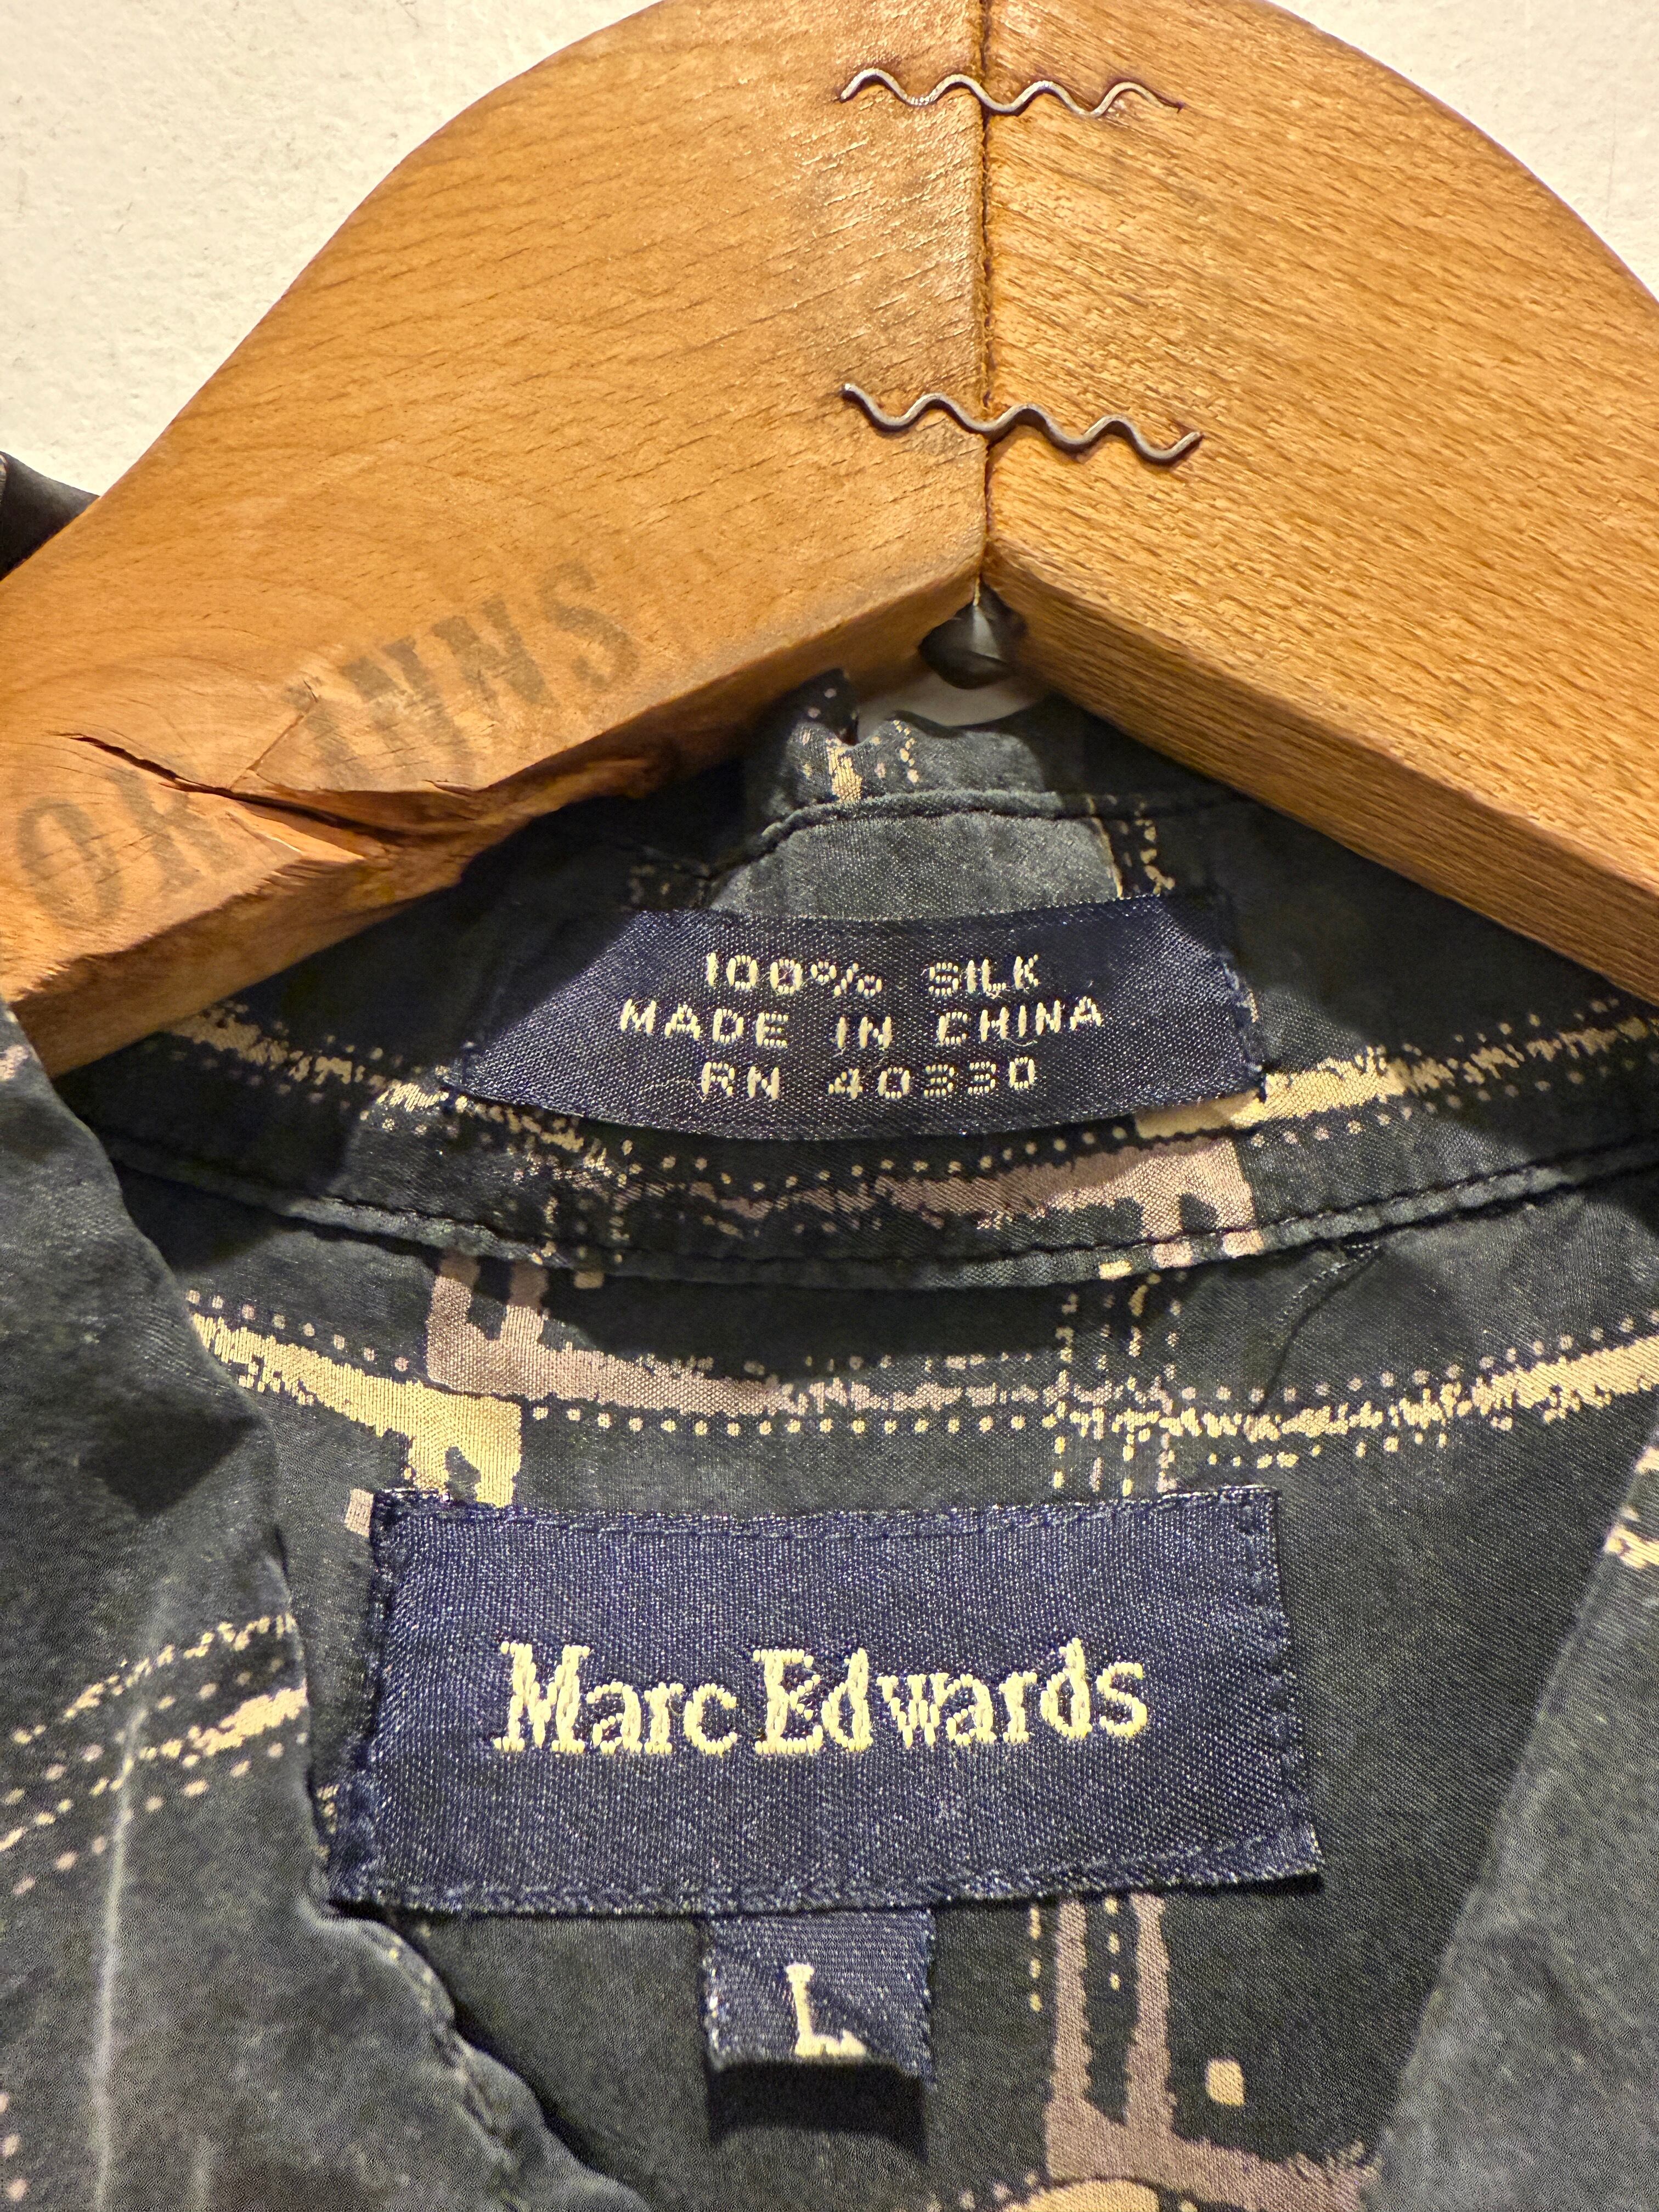 100% SILK
MADE IN CHINA
RN 40330
Marc Edwards
L